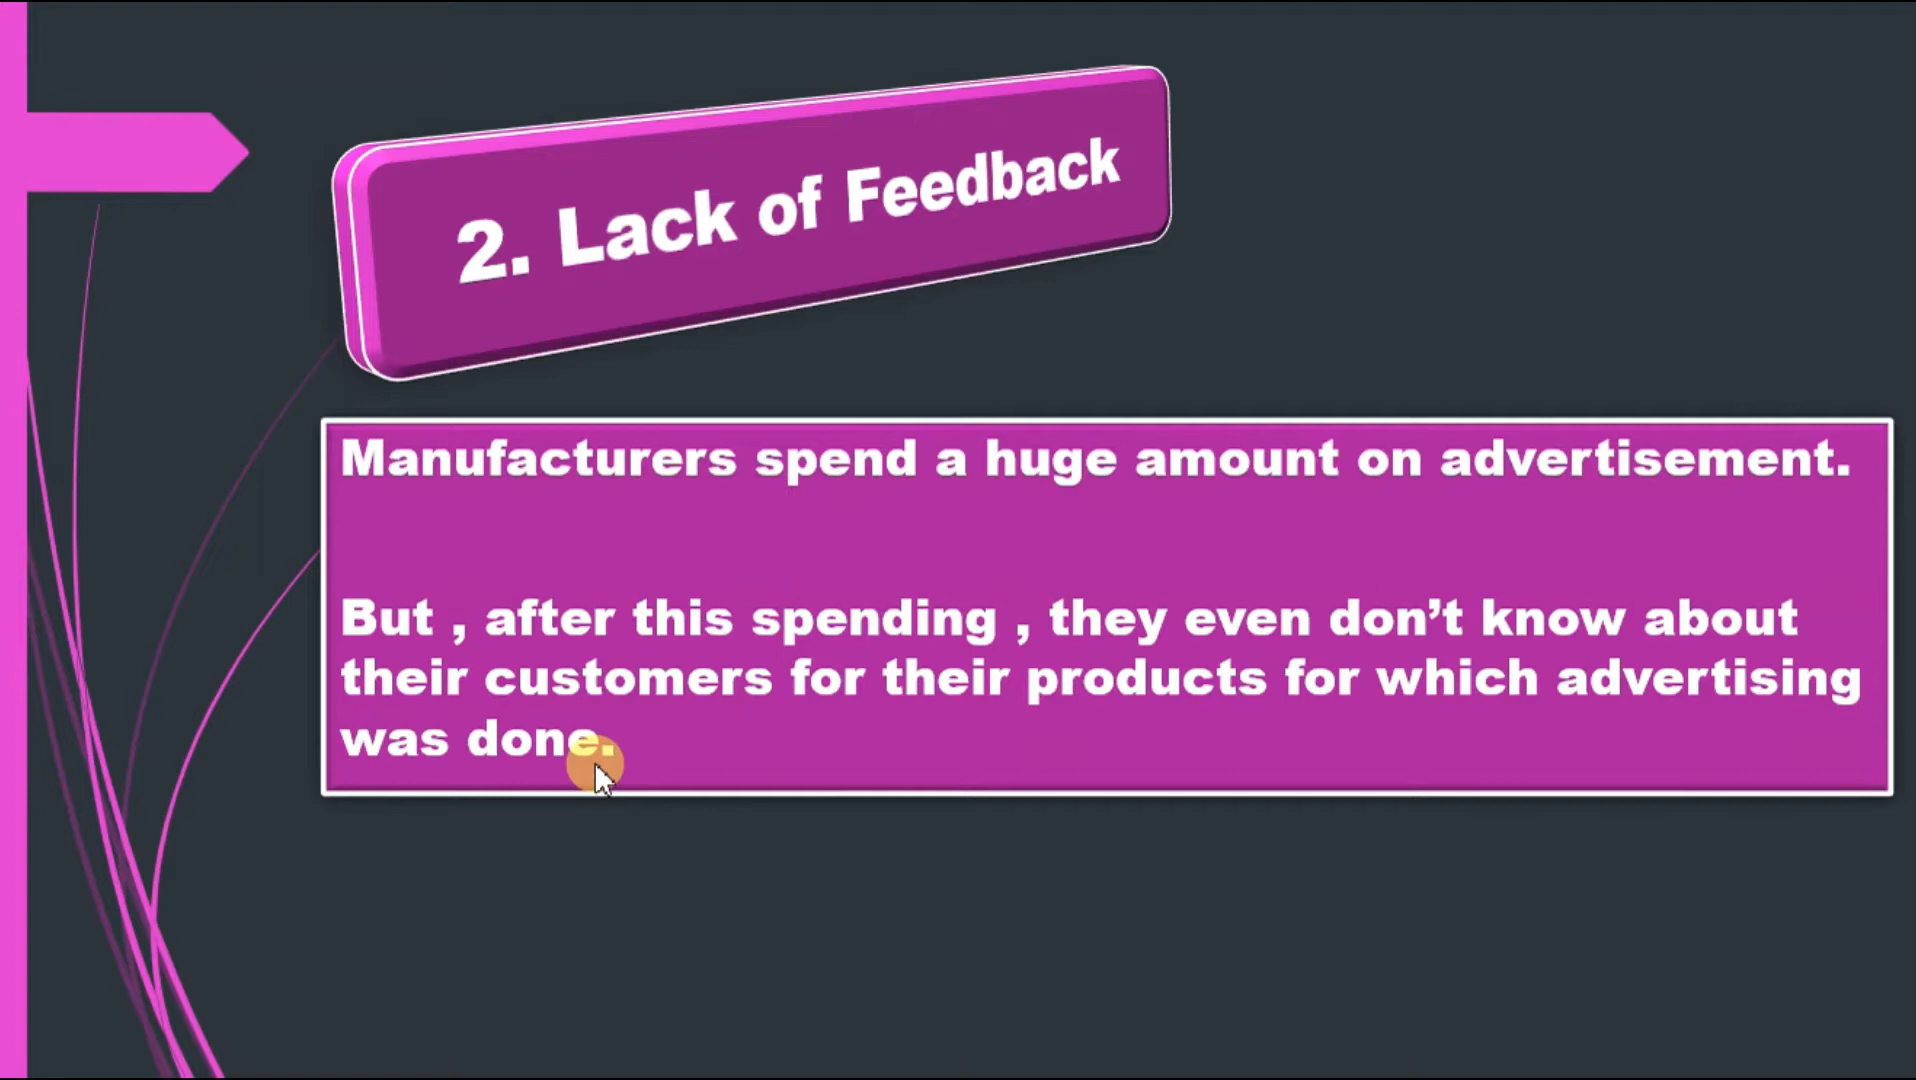 2. Lack of Feedback
Manufacturers spend a huge amount on advertisement.
But , after this spending , they even don’t know about
their customers for their products for which advertising
was done.